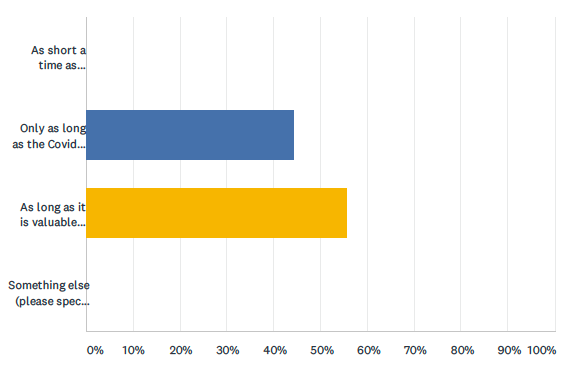 As short a
time as...
Only as long
as the Covid...
As long as it
is valuable...
Something else
(please spec...
0% 10% 20% 30% 40% 50% 60% 70% 80% 90% 100%